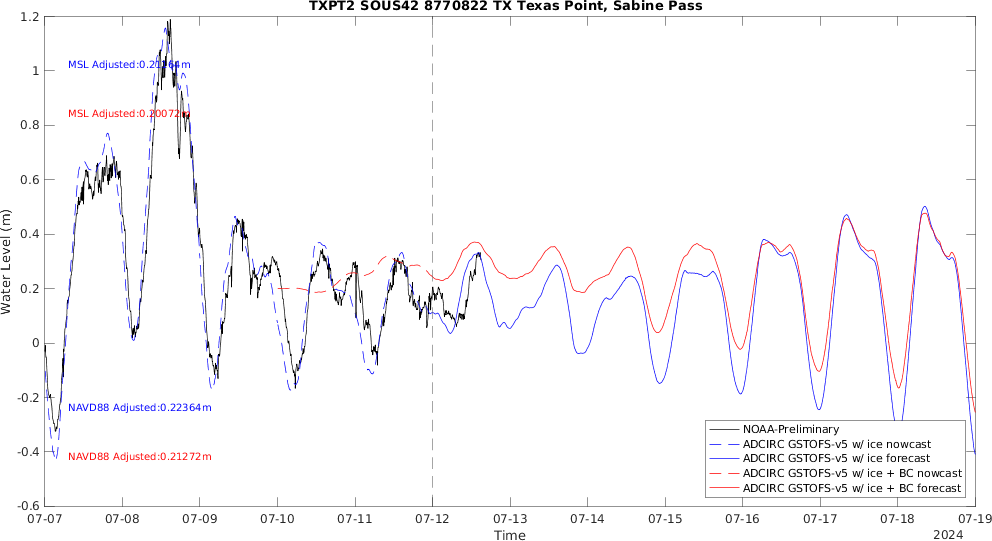 TXPT2 SOUS42 8770822 TX Texas Point, Sabine Pass
Water Level (m)
1.2
1
0.8
0.6
0.4
0.2
0
-0.2
-0.4
-0.6
MSL Adjusted:0.21164m
MSL Adjusted:0.20072m
NAVD88 Adjusted:0.22364m
NAVD88 Adjusted:0.21272m
NOAA-Preliminary
ADCIRC GSTOFS-v5 w/ ice nowcast
ADCIRC GSTOFS-v5 w/ ice forecast
ADCIRC GSTOFS-v5 w/ ice + BC nowcast
ADCIRC GSTOFS-v5 w/ ice + BC forecast
07-07 07-08 07-09 07-10 07-11 07-12 07-13 07-14 07-15 07-16 07-17 07-18 07-19
Time
2024